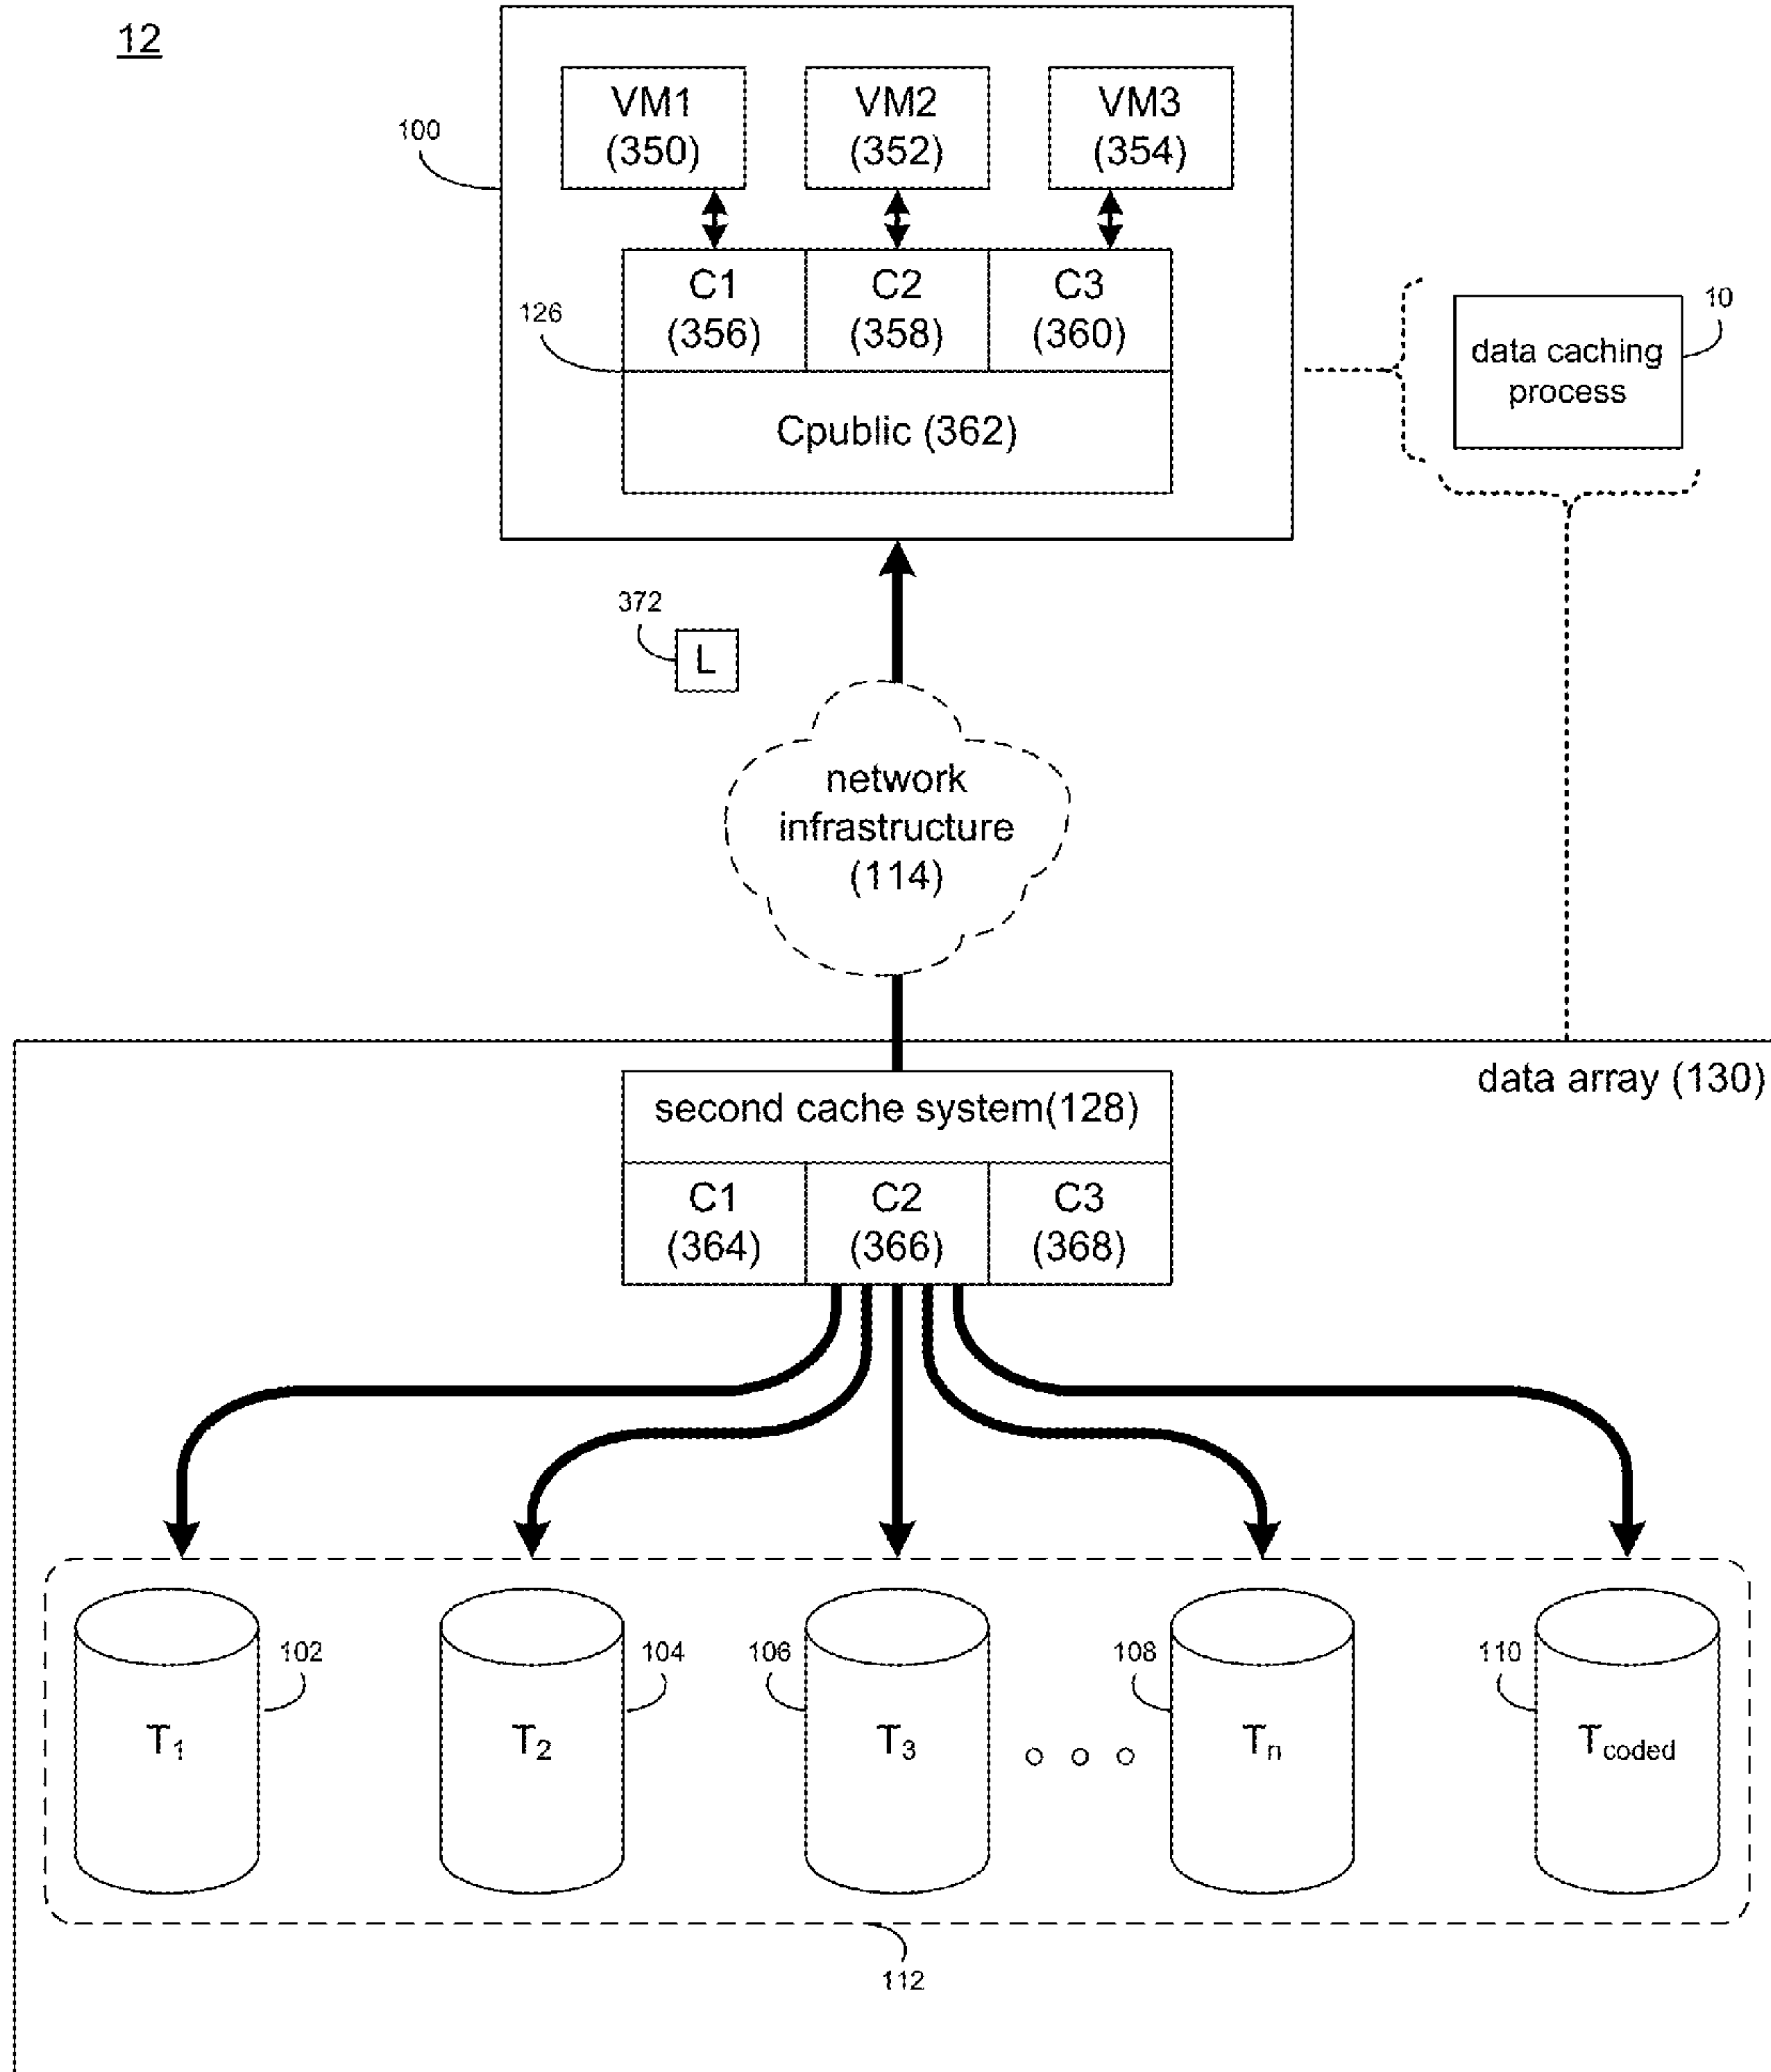 12
VM1
(350)
VM2
(352)
VM3
(354)
100
C1
(356)
C2
(358)
C3
(360)
126
Cpublic (362)
10
data caching
process
372
L
network
infrastructure
(114)
data array (130)
second cache system(128)
C1
(364)
C2
(366)
C3
(368)
102
104
106
108
110
T1
T2
T3
Tn
Tcoded
112